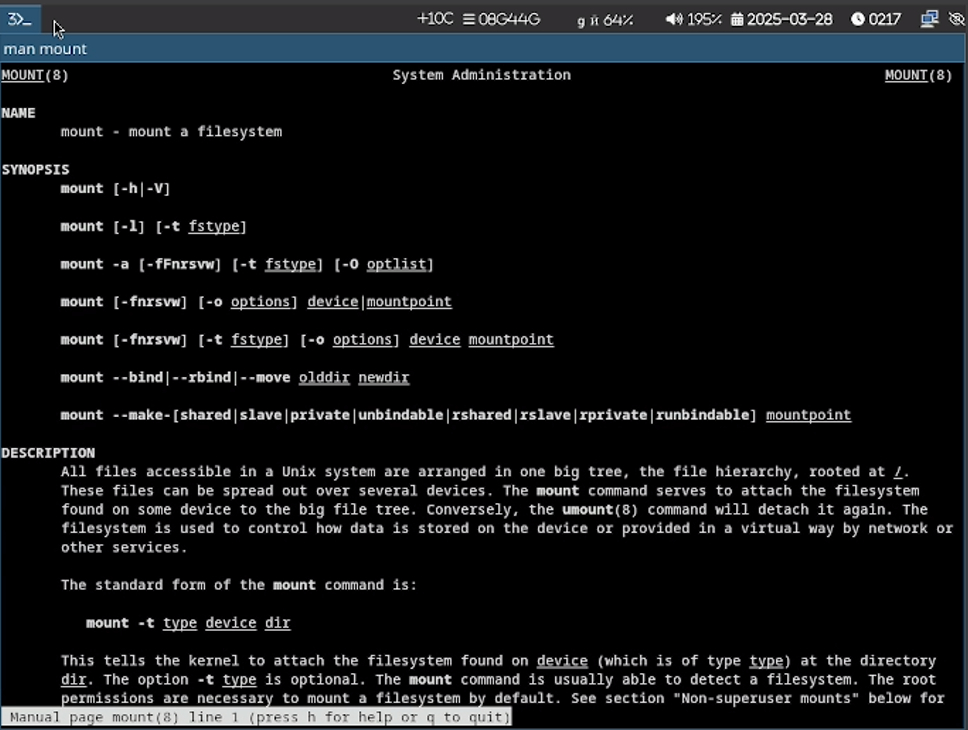 3>_ +10C 08G44G g й 64% 195% 2025-03-28 0217
man mount
MOUNT(8) System Administration MOUNT(8)
NAME
mount - mount a filesystem
SYNOPSIS
mount [-h|-V]
mount [-l] [-t fstype]
mount -a [-fFnrsvw] [-t fstype] [-O optlist]
mount [-fnrsvw] [-o options] device|mountpoint
mount [-fnrsvw] [-t fstype] [-o options] device mountpoint
mount --bind|--rbind|--move olddir newdir
mount --make-[shared|slave|private|unbindable|rshared|rslave|rprivate|runbindable] mountpoint
DESCRIPTION
All files accessible in a Unix system are arranged in one big tree, the file hierarchy, rooted at /.
These files can be spread out over several devices. The mount command serves to attach the filesystem
found on some device to the big file tree. Conversely, the umount(8) command will detach it again. The
filesystem is used to control how data is stored on the device or provided in a virtual way by network or
other services.
The standard form of the mount command is:
mount -t type device dir
This tells the kernel to attach the filesystem found on device (which is of type type) at the directory
dir. The option -t type is optional. The mount command is usually able to detect a filesystem. The root
permissions are necessary to mount a filesystem by default. See section "Non-superuser mounts" below for
Manual page mount(8) line 1 (press h for help or q to quit)